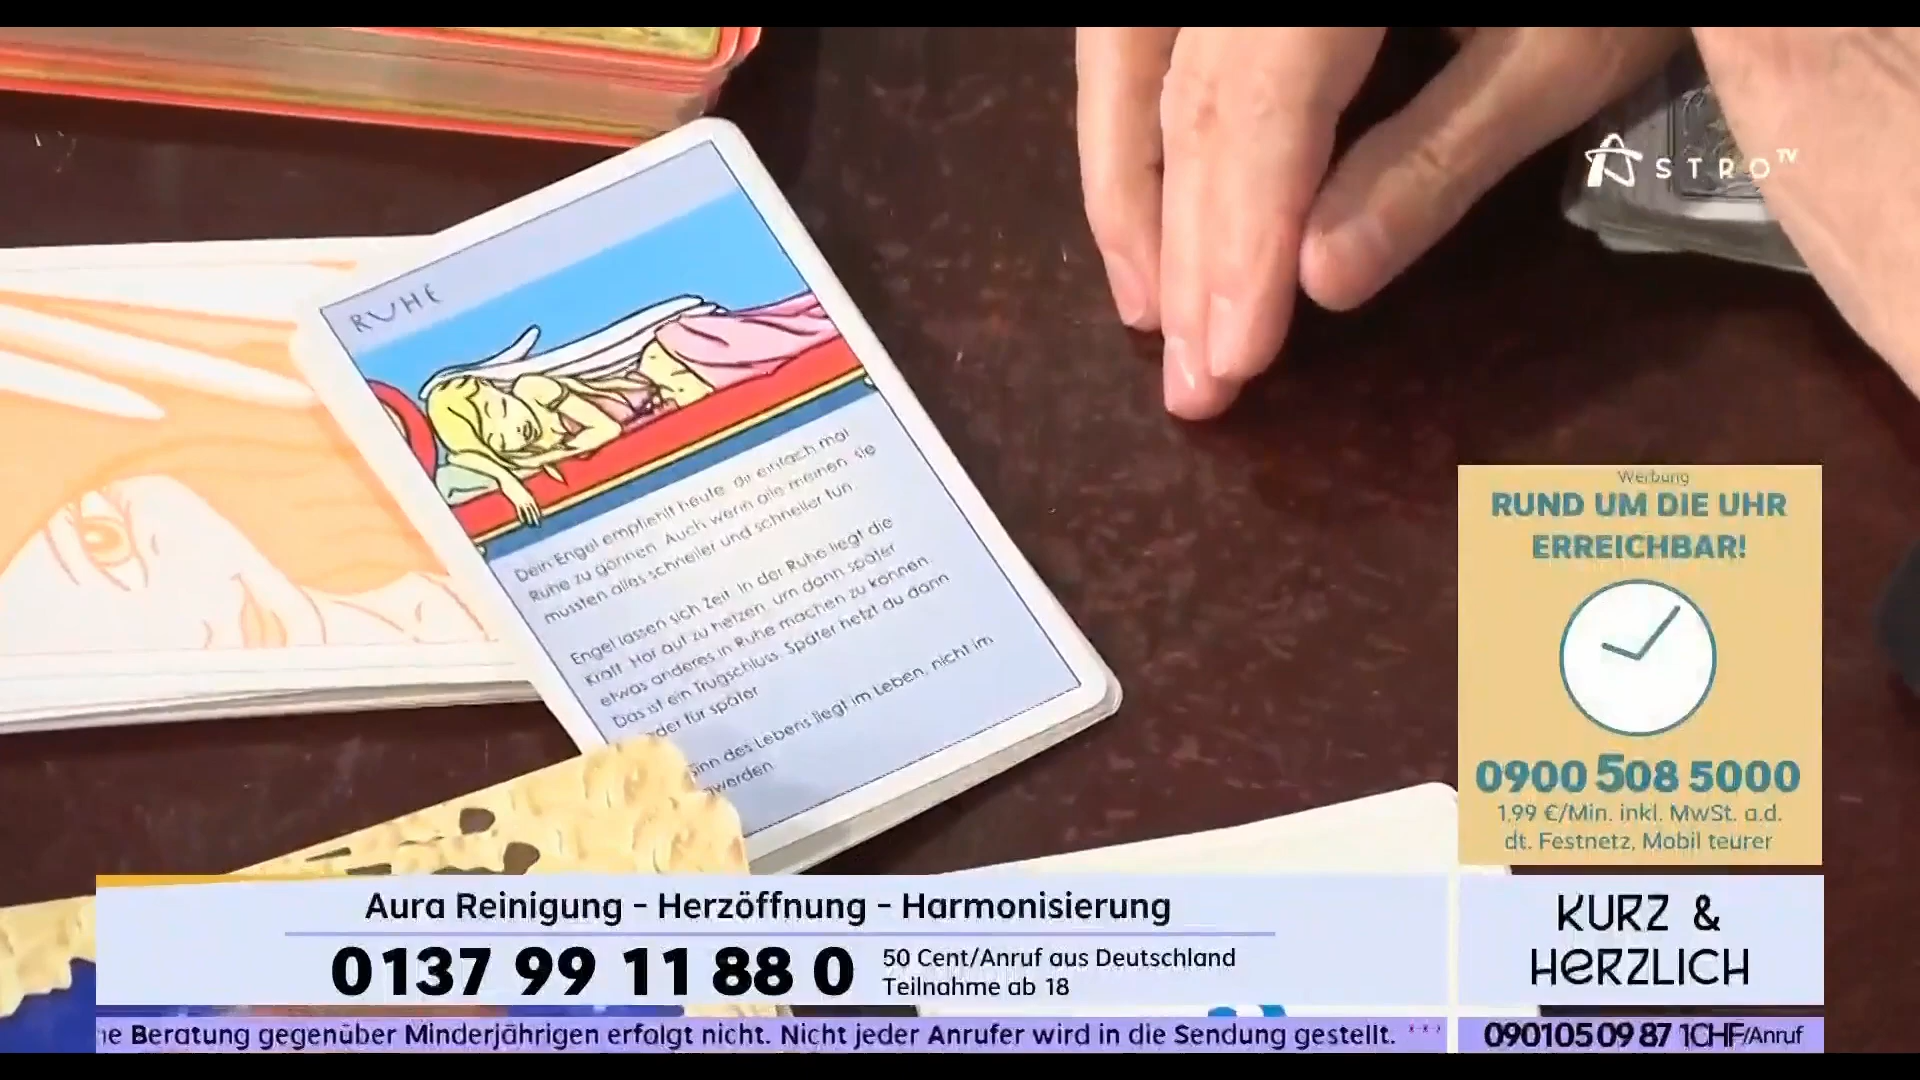 ASTRO TV
RUHE
Dein Engel empfiehlt heute, dir einfach mal
Ruhe zu gönnen. Auch wenn alle meinen, sie
müssten alles schneller und schneller tun.
Engel lassen sich Zeit. In der Ruhe liegt die
Kraft. Hör auf zu hetzen, um dann später
etwas anderes in Ruhe machen zu können.
Das ist ein Trugschluss. Später hetzt du dann
für später
des Lebens liegt im Leben, nicht im
Werbung
RUND UM DIE UHR
ERREICHBAR!
0900 508 5000
1,99 €/Min. inkl. MwSt. a.d.
dt. Festnetz, Mobil teurer
Aura Reinigung - Herzöffnung - Harmonisierung
0137 99 11 88 0
50 Cent/Anruf aus Deutschland
Teilnahme ab 18
KURZ &
HERZLICH
Beratung gegenüber Minderjährigen erfolgt nicht. Nicht jeder Anrufer wird in die Sendung gestellt. ***
0901 05 09 87 1CHF/Anruf